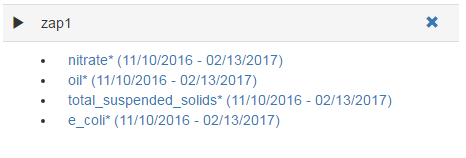 zap1
nitrate* (11/10/2016 - 02/13/2017)
oil* (11/10/2016 - 02/13/2017)
total_suspended_solids* (11/10/2016 - 02/13/2017)
e_coli* (11/10/2016 - 02/13/2017)